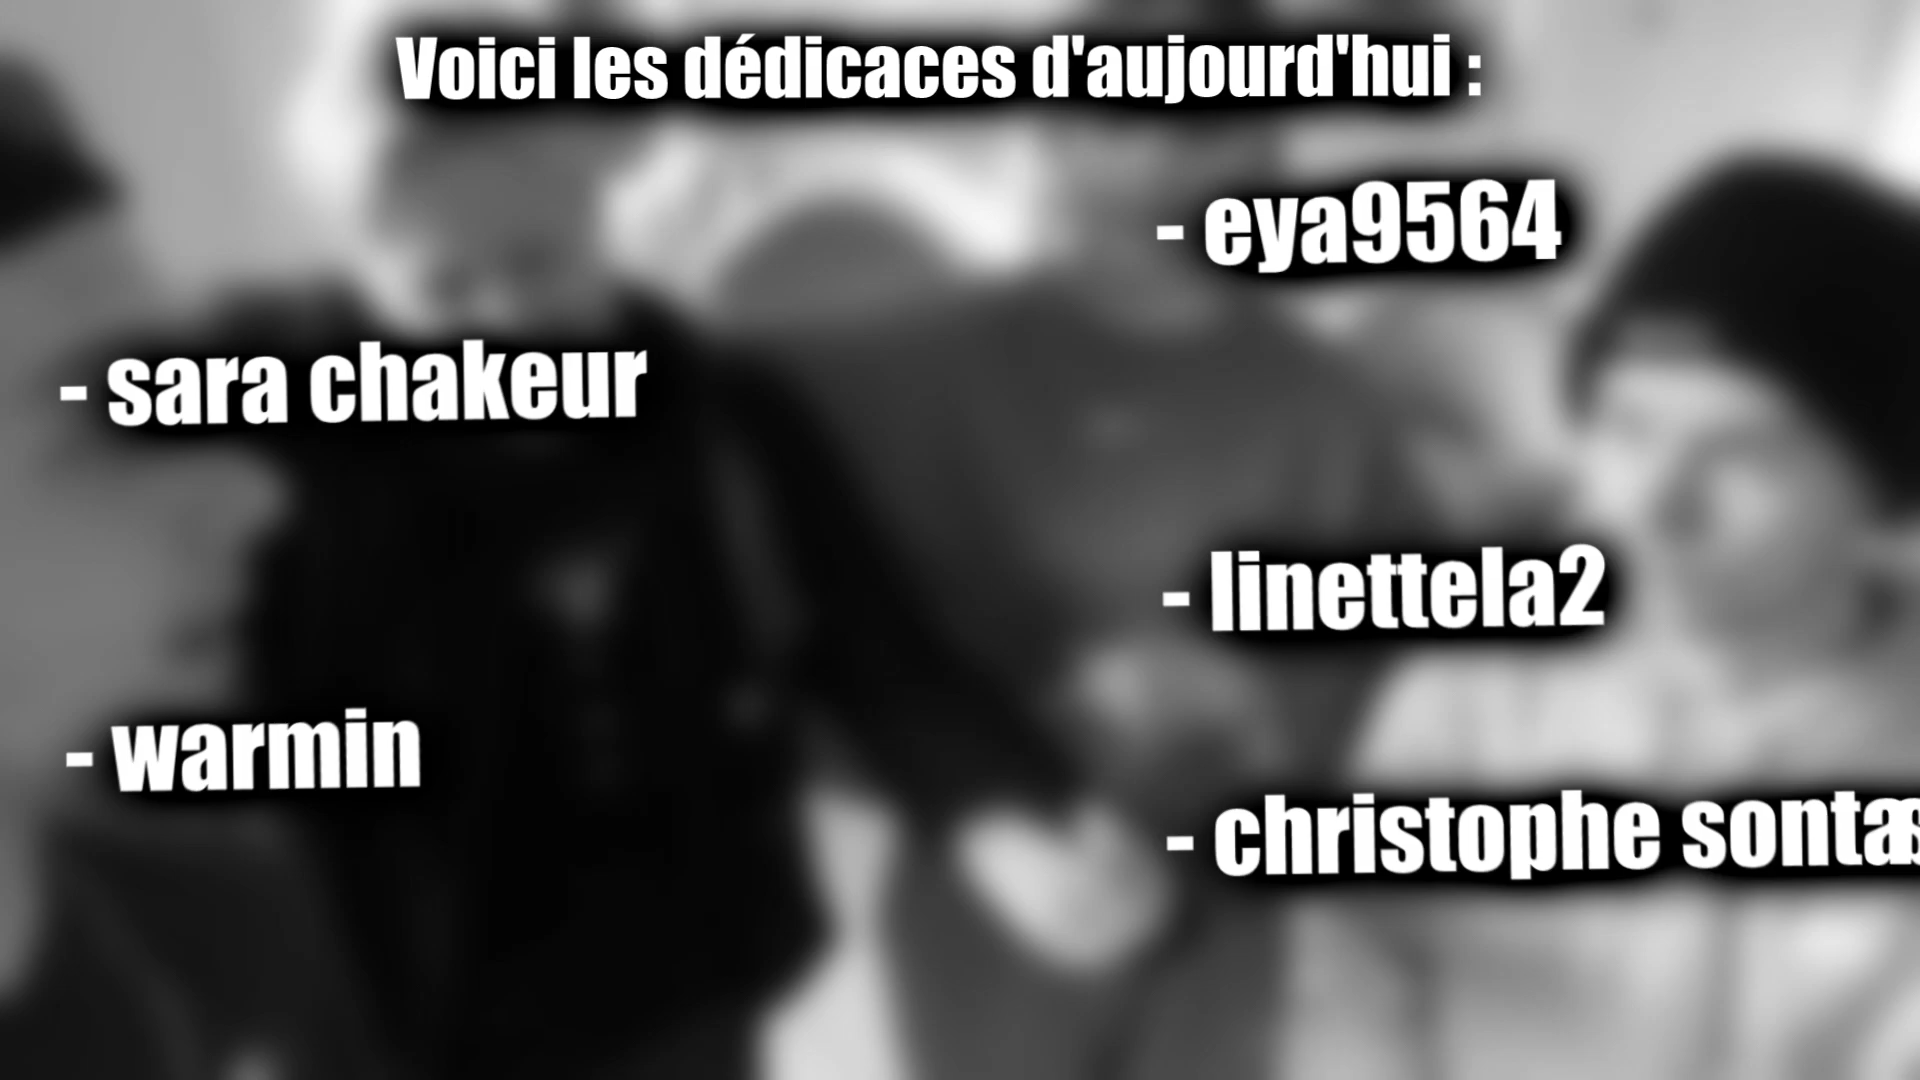 Voici les dédicaces d'aujourd'hui :
- eya9564
- sara chakeur
- linettela2
- warmin
- christophe